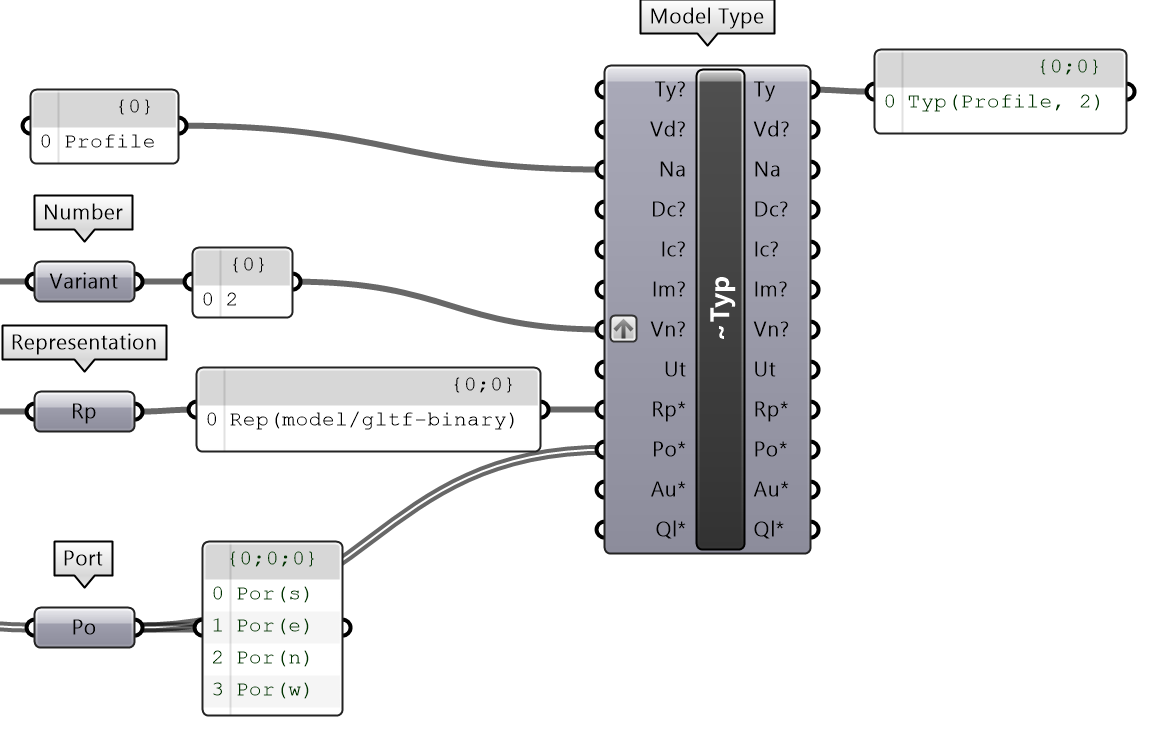 Model Type
{0}
0 Profile
Number
Variant
{0}
0 2
Representation
Rp
{0;0}
0 Rep(model/gltf-binary)
Port
Po
{0;0;0}
0 Por(s)
1 Por(e)
2 Por(n)
3 Por(w)
Ty? Ty
Vd? Vd?
Na Na
Dc? Dc?
Ic? Ic?
Im? Im?
Vn? Vn?
Ut Ut
Rp* Rp*
Po* Po*
Au* Au*
Ql* Ql*
~Typ
{0;0}
0 Typ(Profile, 2)